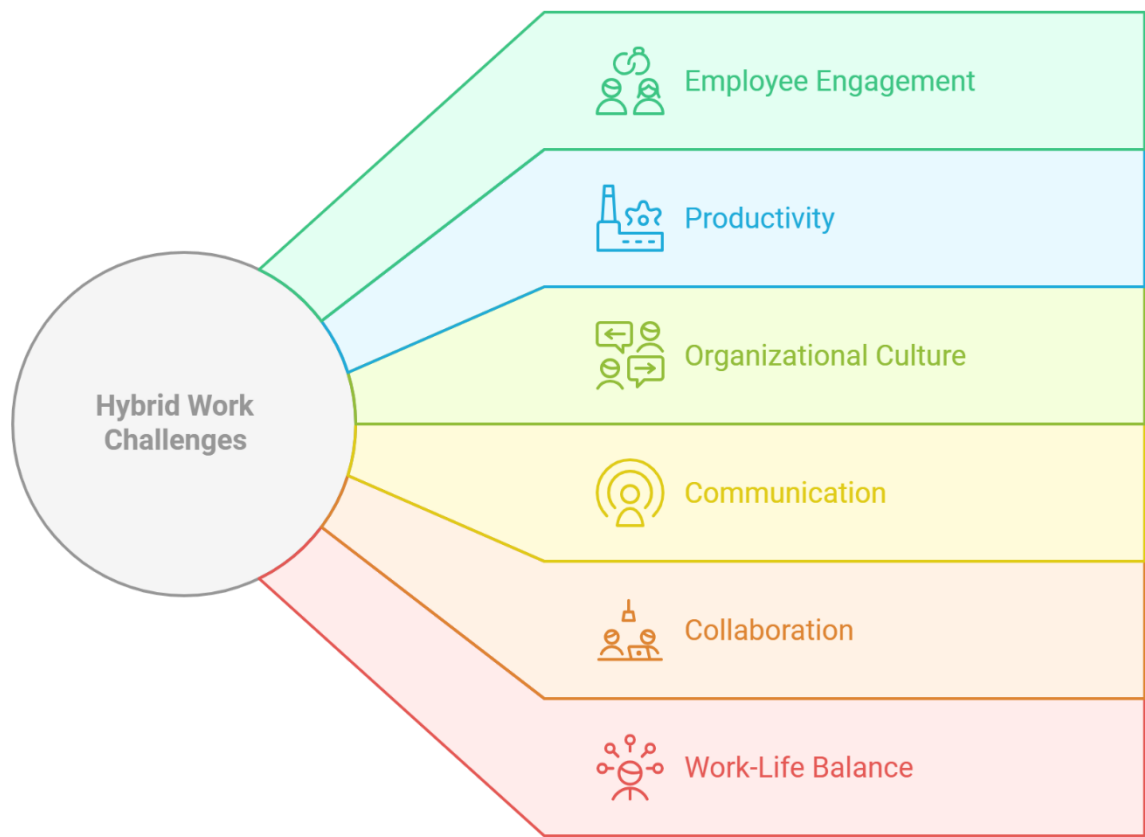 Hybrid Work
Challenges
Employee Engagement
Productivity
Organizational Culture
Communication
Collaboration
Work-Life Balance